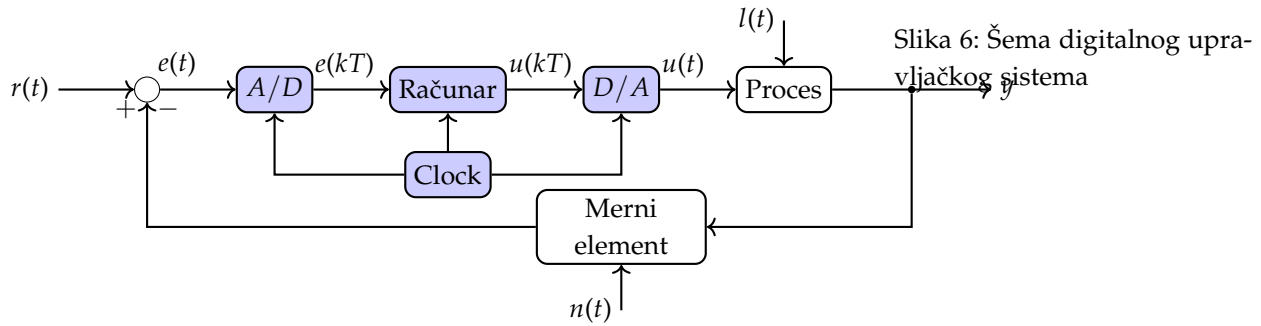 l(t)
Slika 6: Šema digitalnog upra-
vljačkog sistema
r(t) + − e(t) A/D e(kT) Računar u(kT) D/A u(t) Proces y
Clock
Merni
element
n(t)